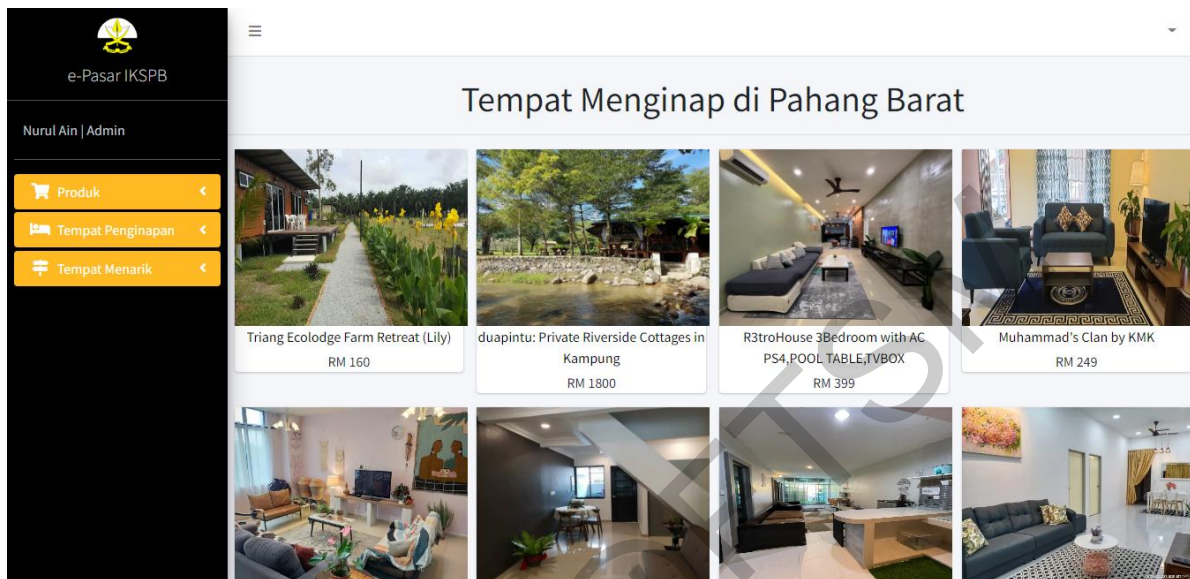 e-Pasar IKSPB
Nurul Ain | Admin
Produk
Tempat Penginapan
Tempat Menarik
Tempat Menginap di Pahang Barat
Triang Ecolodge Farm Retreat (Lily)
RM 160
duapintu: Private Riverside Cottages in
Kampung
RM 1800
R3troHouse 3Bedroom with AC
PS4,POOL TABLE,TVBOX
RM 399
Muhammad's Clan by KMK
RM 249